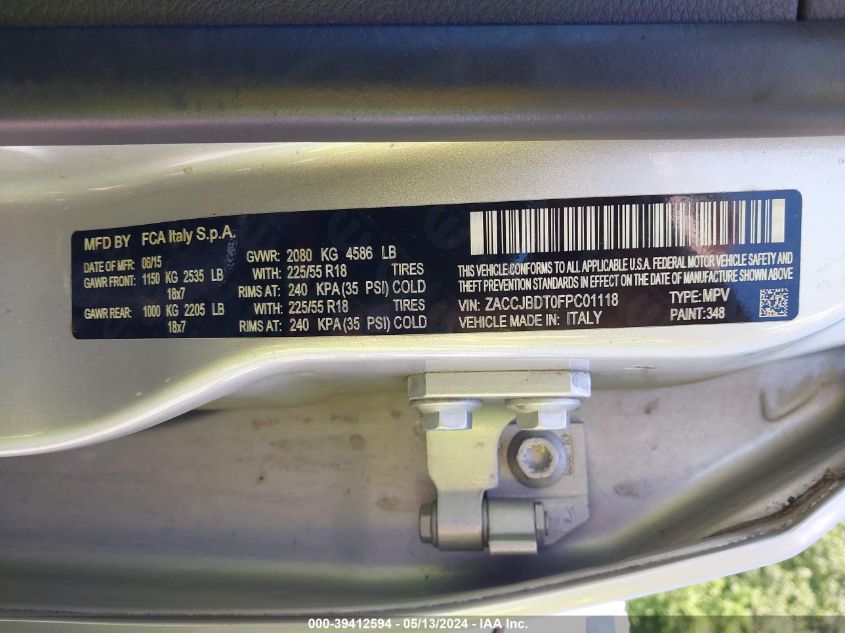 MFD BY FCA Italy S.p.A.
DATE OF MFR 06/15 GVWR: 2080 KG 4586 LB
GAWR FRONT: 1150 KG 2535 LB WITH: 225/55 R18 TIRES
18x7 RIMS AT: 240 KPA(35 PSI) COLD
GAWR REAR: 1000 KG 2205 LB WITH: 225/55 R18 TIRES
18x7 RIMS AT: 240 KPA(35 PSI) COLD
THIS VEHICLE CONFORMS TO ALL APPLICABLE U.S.A. FEDERAL MOTOR VEHICLE SAFETY AND
THEFT PREVENTION STANDARDS IN EFFECT ON THE DATE OF MANUFACTURE SHOWN ABOVE.
VIN: ZACCJBDT0FPC01118 TYPE: MPV
VEHICLE MADE IN: ITALY PAINT: 348
000-39412594 - 05/13/2024 - IAA Inc.